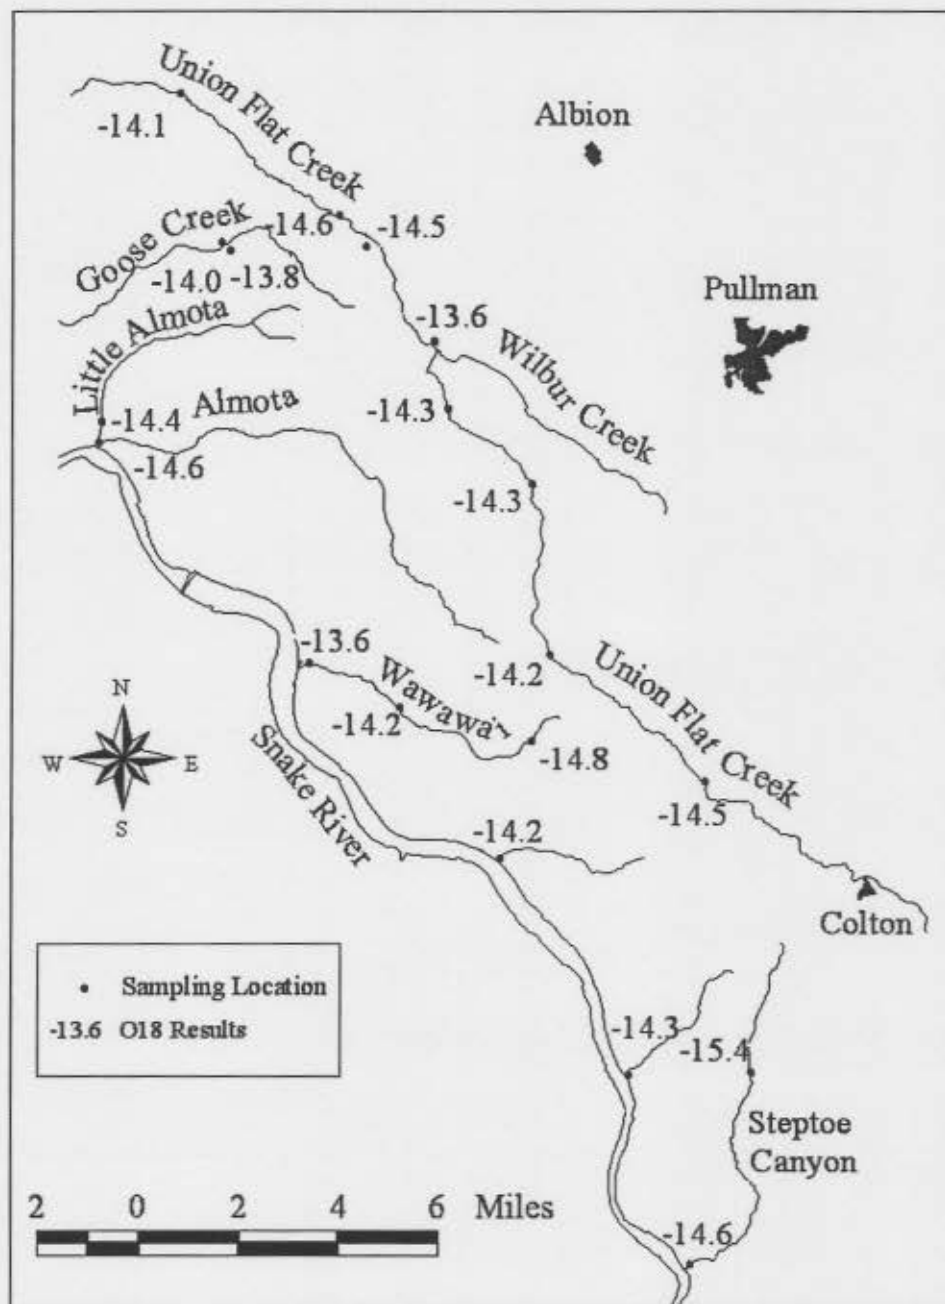 Union Flat Creek
Albion
-14.1
Goose Creek
-14.6
-14.5
-14.0
-13.8
Pullman
Little Almota
-13.6
Wilbur Creek
Almota
-14.4
-14.3
-14.6
-14.3
-13.6
-14.2
Union Flat Creek
Wawawai
-14.2
-14.8
N
W
E
S
Snake River
-14.5
-14.2
Colton
Sampling Location
-13.6 O18 Results
-14.3
-15.4
Steptoe
Canyon
2 0 2 4 6 Miles
-14.6